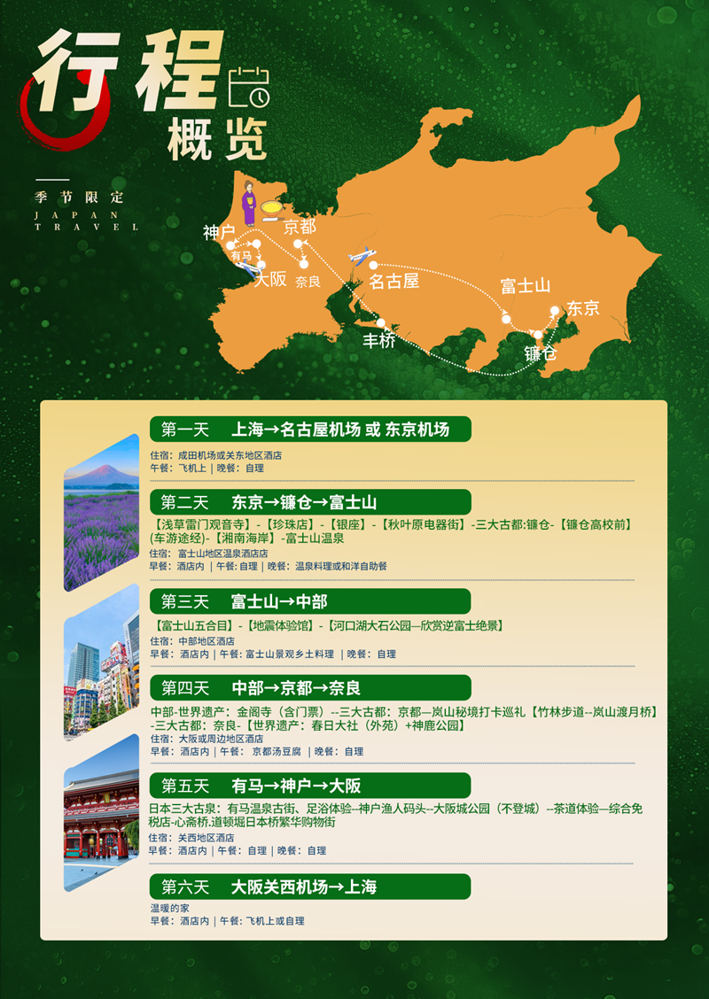 行程
概览
季节限定
JAPAN
TRAVEL
神户
京都
有马
大阪
奈良
名古屋
富士山
东京
丰桥
镰仓
第一天 上海→名古屋机场 或 东京机场
住宿：成田机场或关东地区酒店
午餐：飞机上 | 晚餐：自理
第二天 东京→镰仓→富士山
【浅草雷门观音寺】-【珍珠店】-【银座】-【秋叶原电器街】-三大古都:镰仓-【镰仓高校前】
(车游途经)-【湘南海岸】-富士山温泉
住宿：富士山地区温泉酒店店
早餐：酒店内 | 午餐:自理 | 晚餐：温泉料理或和洋自助餐
第三天 富士山→中部
【富士山五合目】-【地震体验馆】-【河口湖大石公园—欣赏逆富士绝景】
住宿：中部地区酒店
早餐：酒店内 | 午餐: 富士山景观乡土料理 | 晚餐：自理
第四天 中部→京都→奈良
中部-世界遗产：金阁寺（含门票）--三大古都：京都—岚山秘境打卡巡礼【竹林步道--岚山渡月桥】
-三大古都：奈良-【世界遗产：春日大社（外苑）+神鹿公园】
住宿：大阪或周边地区酒店
早餐：酒店内 | 午餐： 京都汤豆腐 | 晚餐：自理
第五天 有马→神户→大阪
日本三大古泉：有马温泉古街、足浴体验--神户渔人码头--大阪城公园（不登城）--茶道体验—综合免
税店-心斋桥.道顿堀日本桥繁华购物街
住宿：关西地区酒店
早餐：酒店内 | 午餐：自理 | 晚餐：自理
第六天 大阪关西机场→上海
温暖的家
早餐：酒店内 | 午餐: 飞机上或自理